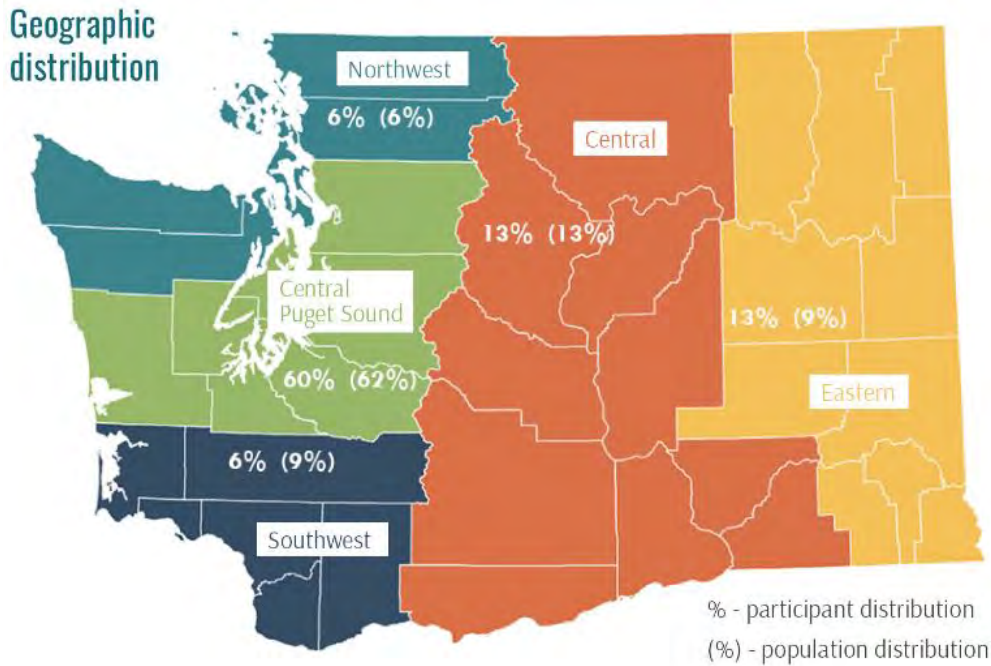 Geographic
distribution
Northwest
6% (6%)
Central
13% (13%)
Central
Puget Sound
60% (62%)
13% (9%)
Eastern
6% (9%)
Southwest
% - participant distribution
(%) - population distribution